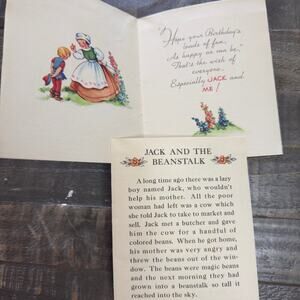 Hope your Birthday's
loads of fun,
As happy as can be,
That's the wish of
everyone,
Especially JACK and
ME!
JACK AND THE
BEANSTALK
A long time ago there was a lazy
boy named Jack, who wouldn't
help his mother. All the poor
woman had left was a cow which
she told Jack to take to market and
sell. Jack met a butcher and gave
him the cow for a handful of
colored beans. When he got home,
his mother was very angry and
threw the beans out of the win-
dow. The beans were magic beans
and the next morning they had
grown into a beanstalk so tall it
reached into the sky.